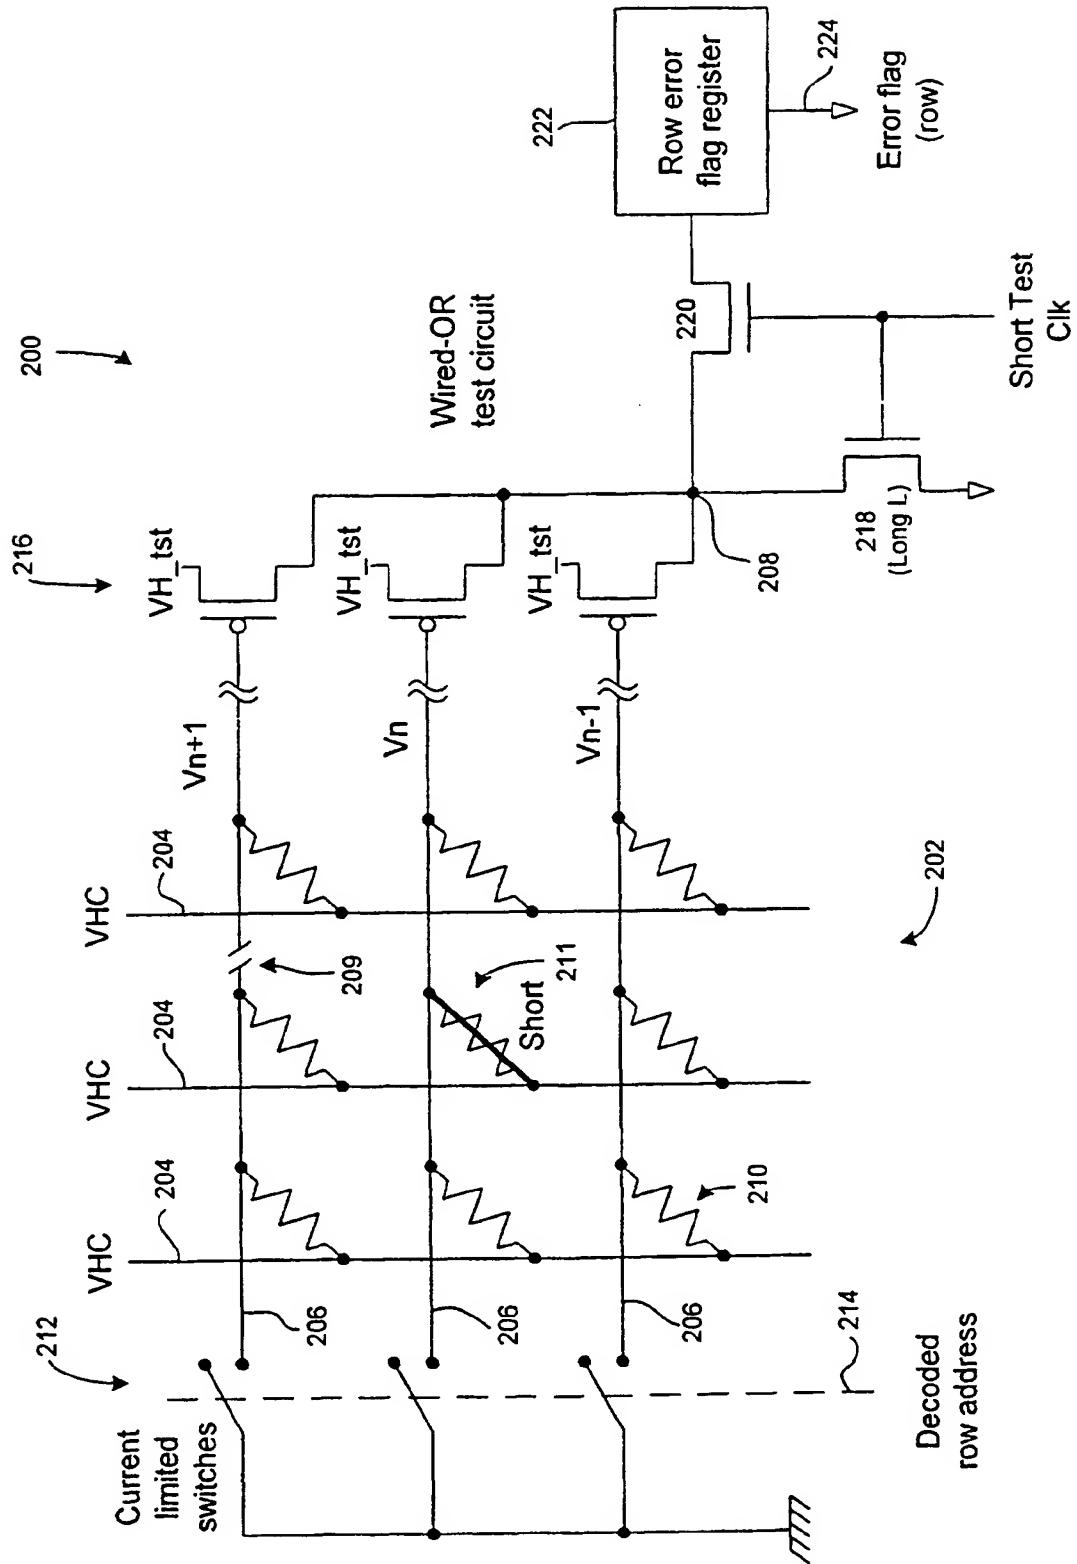 212
216
200
Current
limited
switches
VHC
VHC
VHC
204
204
204
VH_tst
Vn+1
206
209
VH_tst
Vn
Wired-OR
test circuit
206
Short
211
VH_tst
Vn-1
222
206
210
208
220
Row error
flag register
214
202
218
(Long L)
224
Decoded
row address
Error flag
(row)
Short Test
Clk